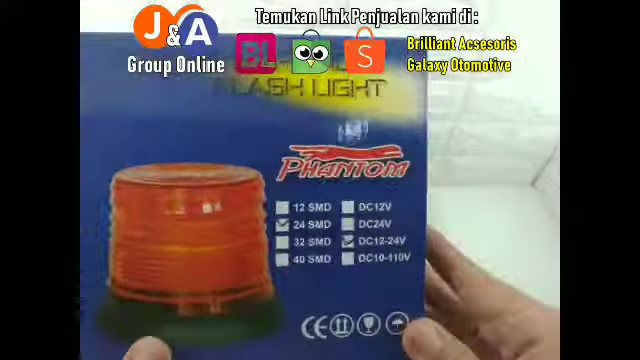 J&A
Group Online
Temukan Link Penjualan kami di :
BL
S
Brilliant Acsesoris
Galaxy Otomotive
FLASH LIGHT
PHANTOM
12 SMD
DC12V
24 SMD
DC24V
32 SMD
DC12-24V
40 SMD
DC10-110V
CE